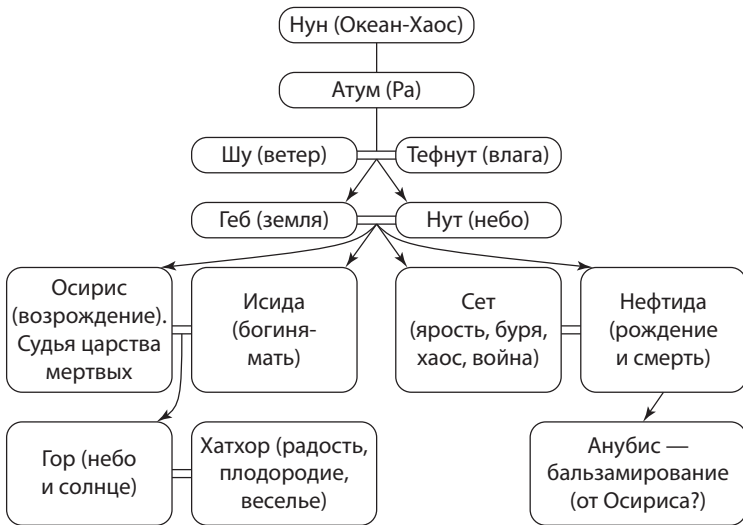 Нун (Океан-Хаос)
Атум (Ра)
Шу (ветер)
Тефнут (влага)
Геб (земля)
Нут (небо)
Осирис
(возрождение).
Судья царства
мертвых
Исида
(богиня-
мать)
Сет
(ярость, буря,
хаос, война)
Нефтида
(рождение
и смерть)
Гор (небо
и солнце)
Хатхор (радость,
плодородие,
веселье)
Анубис —
бальзамирование
(от Осириса?)